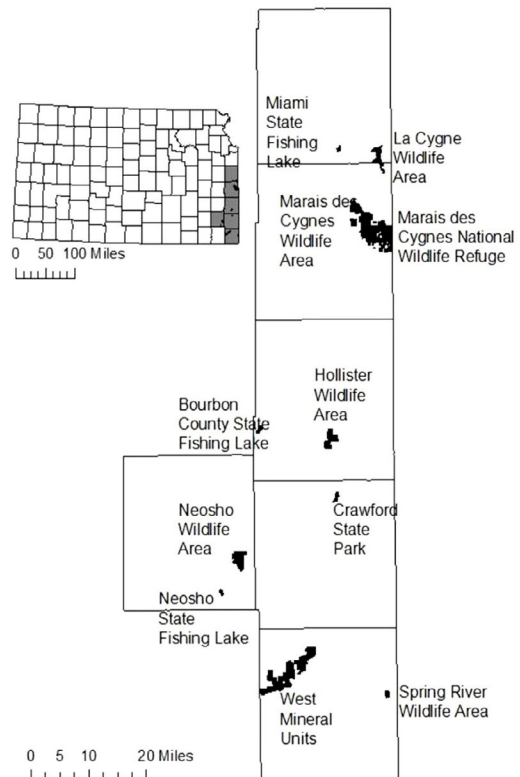 Miami
State
Fishing
Lake
La Cygne
Wildlife
Area
0 50 100 Miles
Marais des
Cygnes
Wildlife
Area
Marais des
Cygnes National
Wildlife Refuge
Hollister
Wildlife
Area
Bourbon
County State
Fishing Lake
Neosho
Wildlife
Area
Crawford
State
Park
Neosho
State
Fishing Lake
West
Mineral
Units
Spring River
Wildlife Area
0 5 10 20 Miles